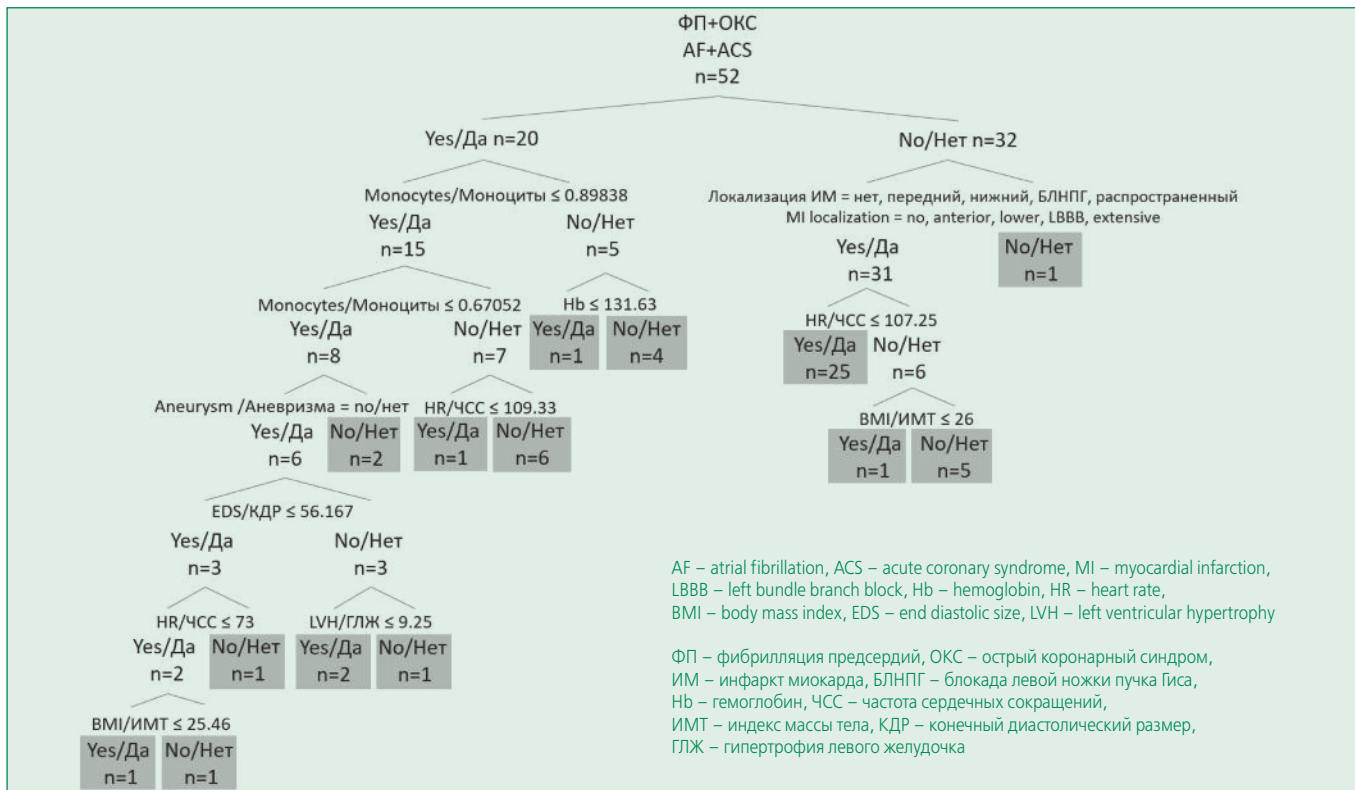 ФП+ОКС
AF+ACS
n=52
Yes/Да n=20
No/Нет n=32
Monocytes/Моноциты ≤ 0.89838
Yes/Да
n=15
No/Нет
n=5
Локализация ИМ = нет, передний, нижний, БЛНПГ, распространенный
MI localization = no, anterior, lower, LBBB, extensive
Yes/Да
n=31
No/Нет
n=1
Monocytes/Моноциты ≤ 0.67052
Yes/Да
n=8
No/Нет
n=7
Hb ≤ 131.63
Yes/Да
n=1
No/Нет
n=4
HR/ЧСС ≤ 107.25
Yes/Да
n=25
No/Нет
n=6
Aneurysm /Аневризма = no/нет
Yes/Да
n=6
No/Нет
n=2
HR/ЧСС ≤ 109.33
Yes/Да
n=1
No/Нет
n=6
BMI/ИМТ ≤ 26
Yes/Да
n=1
No/Нет
n=5
EDS/КДР ≤ 56.167
Yes/Да
n=3
No/Нет
n=3
HR/ЧСС ≤ 73
Yes/Да
n=2
No/Нет
n=1
LVH/ГЛЖ ≤ 9.25
Yes/Да
n=2
No/Нет
n=1
BMI/ИМТ ≤ 25.46
Yes/Да
n=1
No/Нет
n=1
AF – atrial fibrillation, ACS – acute coronary syndrome, MI – myocardial infarction,
LBBB – left bundle branch block, Hb – hemoglobin, HR – heart rate,
BMI – body mass index, EDS – end diastolic size, LVH – left ventricular hypertrophy
ФП – фибрилляция предсердий, ОКС – острый коронарный синдром,
ИМ – инфаркт миокарда, БЛНПГ – блокада левой ножки пучка Гиса,
Hb – гемоглобин, ЧСС – частота сердечных сокращений,
ИМТ – индекс массы тела, КДР – конечный диастолический размер,
ГЛЖ – гипертрофия левого желудочка